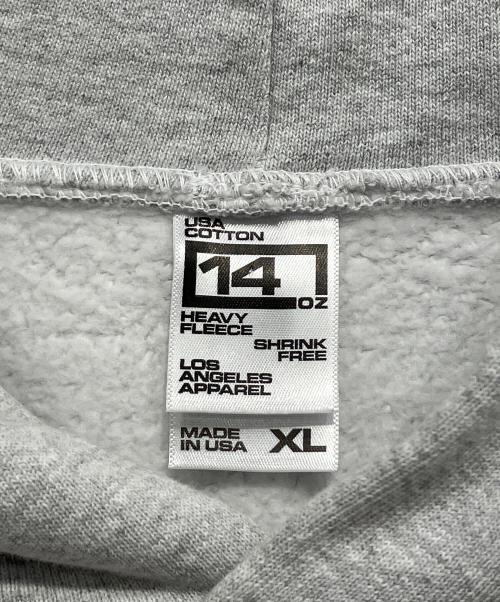 USA
COTTON
14
OZ
HEAVY
FLEECE
SHRINK
FREE
LOS
ANGELES
APPAREL
MADE
IN USA
XL